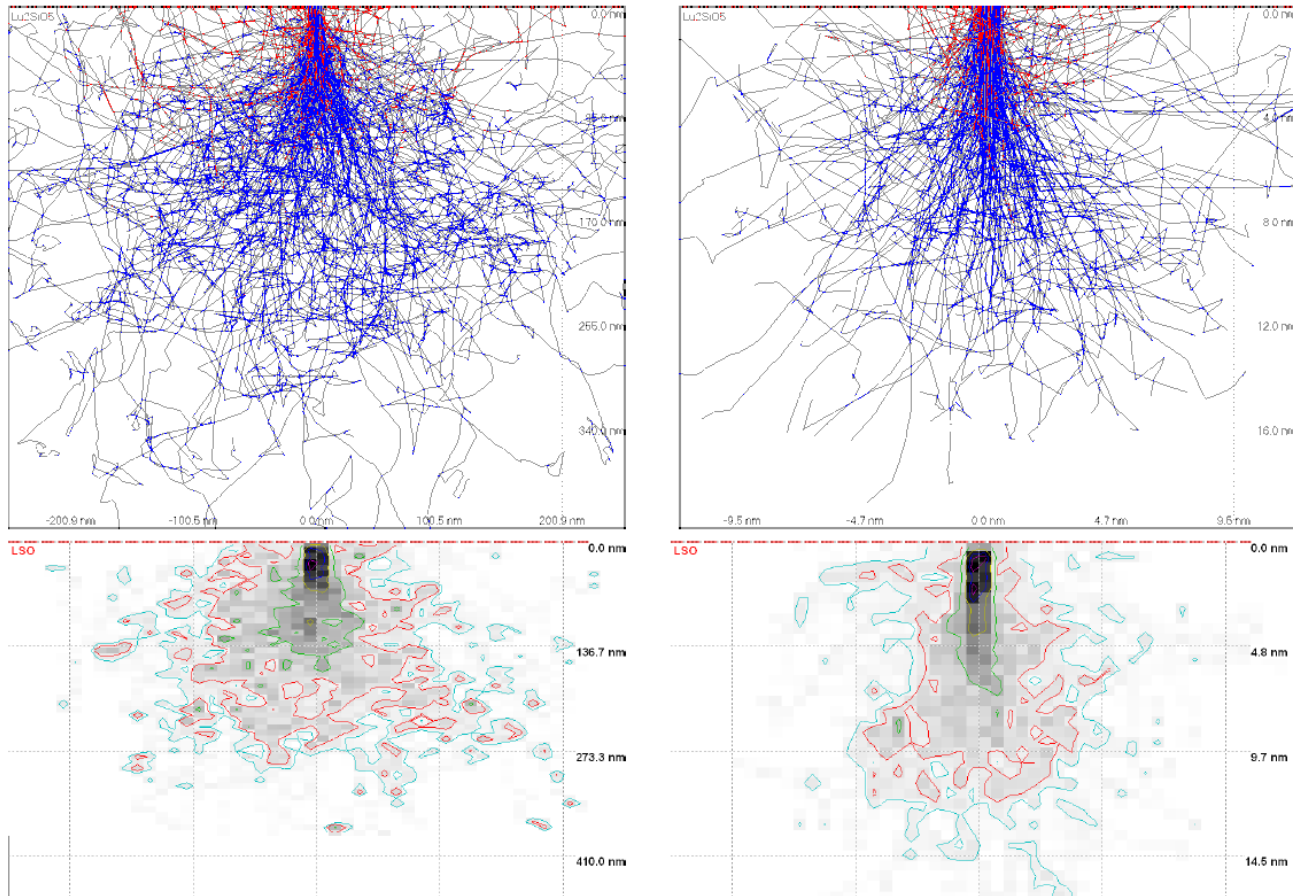 Lu2SiO5
0.0 nm
85.0 nm
170.0 nm
255.0 nm
340.0 nm
-200.9 nm
-100.5 nm
0.0 nm
100.5 nm
200.9 nm
Lu2SiO5
0.0 nm
4.0 nm
8.0 nm
12.0 nm
16.0 nm
-9.5 nm
-4.7 nm
0.0 nm
4.7 nm
9.5 nm
LSO
0.0 nm
136.7 nm
273.3 nm
410.0 nm
LSO
0.0 nm
4.8 nm
9.7 nm
14.5 nm